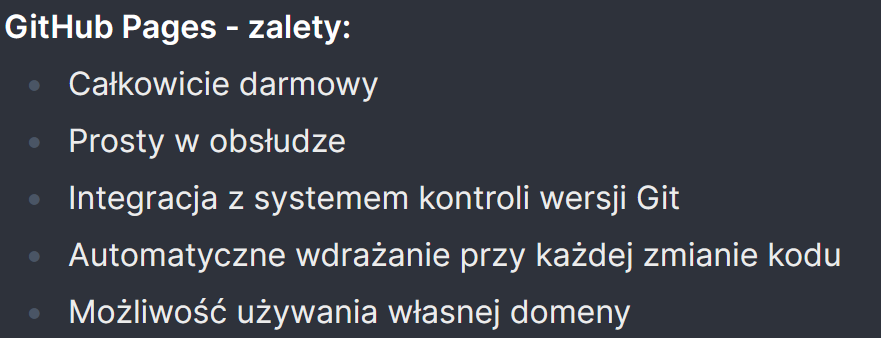 GitHub Pages - zalety:
Całkowicie darmowy
Prosty w obsłudze
Integracja z systemem kontroli wersji Git
Automatyczne wdrażanie przy każdej zmianie kodu
Możliwość używania własnej domeny